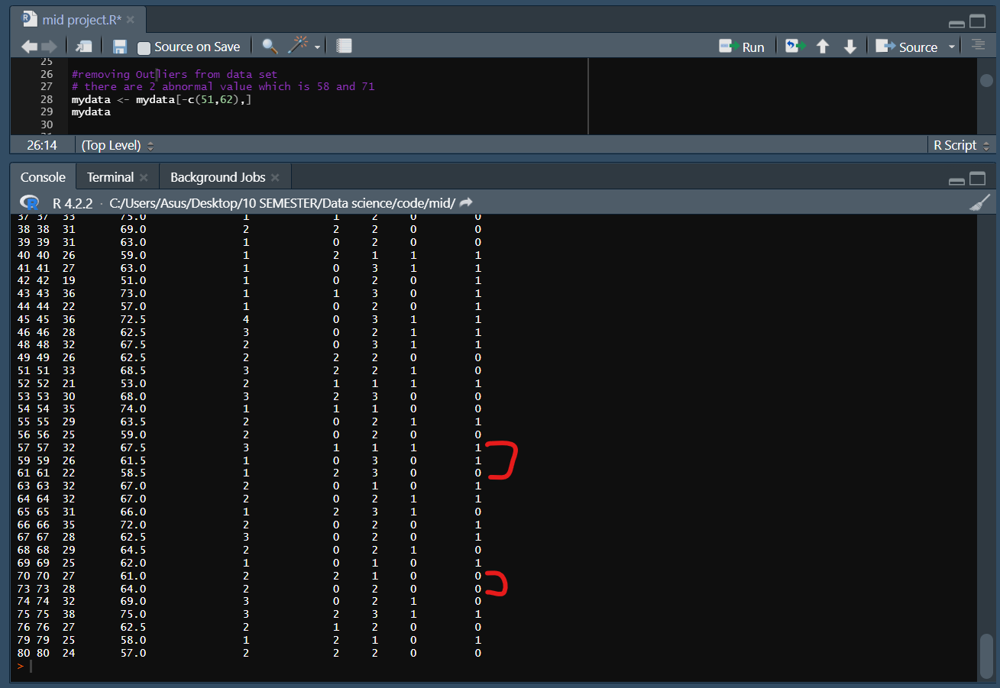 mid project.R*
Source on Save
Run
Source
25
26 #removing Outliers from data set
27 # there are 2 abnormal value which is 58 and 71
28 mydata <- mydata[-c(51,62),]
29 mydata
30
26:14 (Top Level) R Script
Console Terminal Background Jobs
R 4.2.2 · C:/Users/Asus/Desktop/10 SEMESTER/Data science/code/mid/
37 37 33 75.0 1 1 2 0 0
38 38 31 69.0 2 2 2 0 0
39 39 31 63.0 1 0 2 0 0
40 40 26 59.0 1 2 1 1 1
41 41 27 63.0 1 0 3 1 1
42 42 19 51.0 1 0 2 0 1
43 43 36 73.0 1 1 3 0 1
44 44 22 57.0 1 0 2 0 1
45 45 36 72.5 4 0 3 1 1
46 46 28 62.5 3 0 2 1 1
48 48 32 67.5 2 0 3 1 1
49 49 26 62.5 2 2 2 0 0
51 51 33 68.5 3 2 2 1 0
52 52 21 53.0 2 1 1 1 1
53 53 30 68.0 3 2 3 0 0
54 54 35 74.0 1 1 1 0 0
55 55 29 63.5 2 0 2 1 1
56 56 25 59.0 2 0 2 0 0
57 57 32 67.5 3 1 1 1 1
59 59 26 61.5 1 0 3 0 1
61 61 22 58.5 1 2 3 0 0
63 63 32 67.0 2 0 1 0 1
64 64 32 67.0 2 0 2 1 1
65 65 31 66.0 1 2 3 1 0
66 66 35 72.0 2 0 2 0 1
67 67 28 62.5 3 0 2 0 1
68 68 29 64.5 2 0 2 1 0
69 69 25 62.0 1 0 1 0 1
70 70 27 61.0 2 2 1 0 0
73 73 28 64.0 2 0 2 0 0
74 74 32 69.0 3 0 2 1 0
75 75 38 75.0 3 2 3 1 1
76 76 27 62.5 2 1 2 0 0
79 79 25 58.0 1 2 1 0 1
80 80 24 57.0 2 2 2 0 0
>